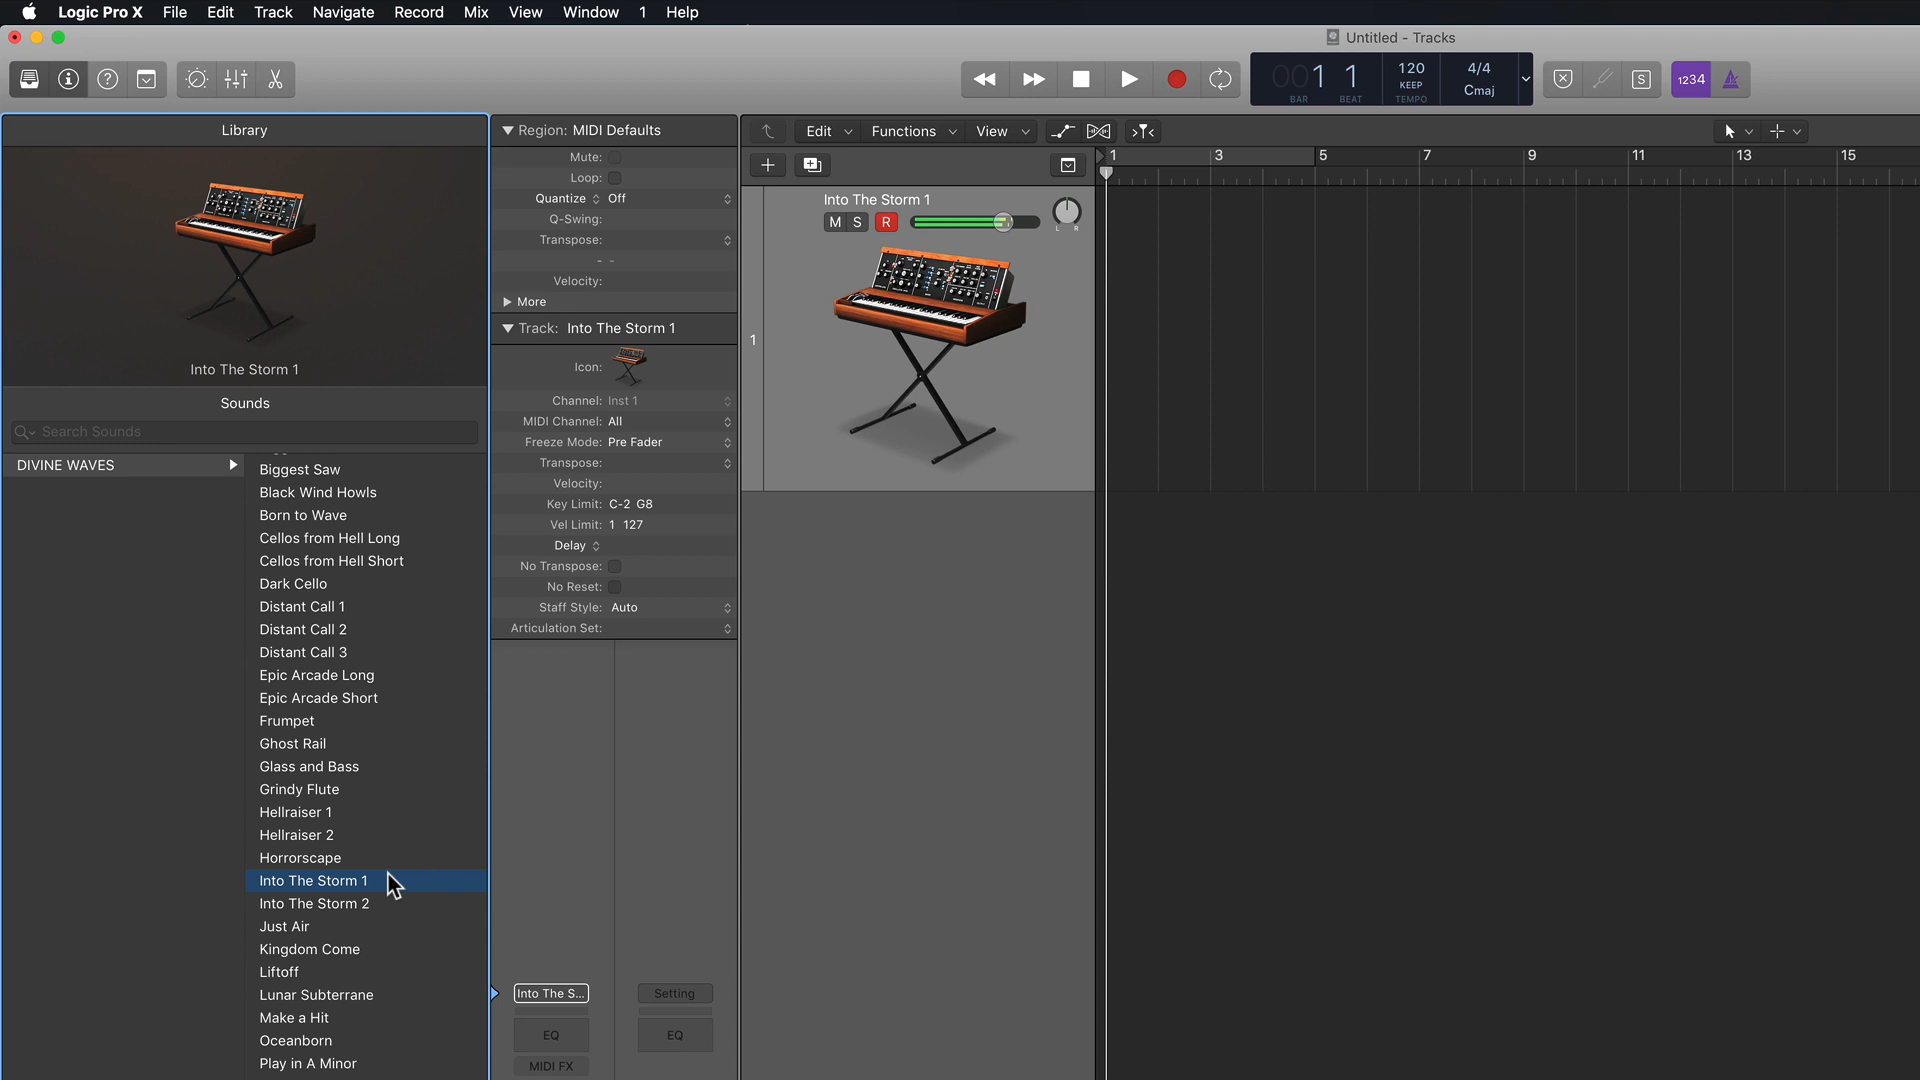 Logic Pro X File Edit Track Navigate Record Mix View Window 1 Help
Untitled - Tracks
001 1
BAR BEAT
120
KEEP
TEMPO
4/4
Cmaj
S
1234
Library
Into The Storm 1
Sounds
Search Sounds
DIVINE WAVES
Biggest Saw
Black Wind Howls
Born to Wave
Cellos from Hell Long
Cellos from Hell Short
Dark Cello
Distant Call 1
Distant Call 2
Distant Call 3
Epic Arcade Long
Epic Arcade Short
Frumpet
Ghost Rail
Glass and Bass
Grindy Flute
Hellraiser 1
Hellraiser 2
Horrorscape
Into The Storm 1
Into The Storm 2
Just Air
Kingdom Come
Liftoff
Lunar Subterrane
Make a Hit
Oceanborn
Play in A Minor
Region: MIDI Defaults
Mute:
Loop:
Quantize Off
Q-Swing:
Transpose:
- -
Velocity:
More
Track: Into The Storm 1
Icon:
Channel: Inst 1
MIDI Channel: All
Freeze Mode: Pre Fader
Transpose:
Velocity:
Key Limit: C-2 G8
Vel Limit: 1 127
Delay
No Transpose:
No Reset:
Staff Style: Auto
Articulation Set:
Into The S...
Setting
EQ
EQ
MIDI FX
Edit Functions View
1 3 5 7 9 11 13 15
1
Into The Storm 1
M S R
L R